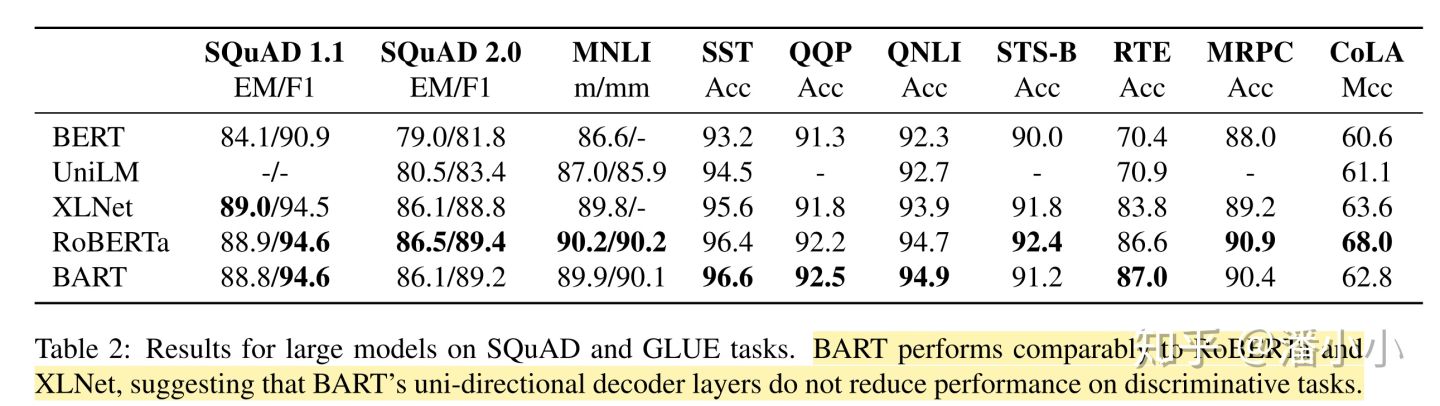 SQuAD 1.1 SQuAD 2.0 MNLI SST QQP QNLI STS-B RTE MRPC CoLA
EM/F1 EM/F1 m/mm Acc Acc Acc Acc Acc Acc Mcc
BERT 84.1/90.9 79.0/81.8 86.6/- 93.2 91.3 92.3 90.0 70.4 88.0 60.6
UniLM -/- 80.5/83.4 87.0/85.9 94.5 - 92.7 - 70.9 - 61.1
XLNet 89.0/94.5 86.1/88.8 89.8/- 95.6 91.8 93.9 91.8 83.8 89.2 63.6
RoBERTa 88.9/94.6 86.5/89.4 90.2/90.2 96.4 92.2 94.7 92.4 86.6 90.9 68.0
BART 88.8/94.6 86.1/89.2 89.9/90.1 96.6 92.5 94.9 91.2 87.0 90.4 62.8
Table 2: Results for large models on SQuAD and GLUE tasks. BART performs comparably to RoBERTa and
XLNet, suggesting that BART's uni-directional decoder layers do not reduce performance on discriminative tasks.
知乎 @潘小小